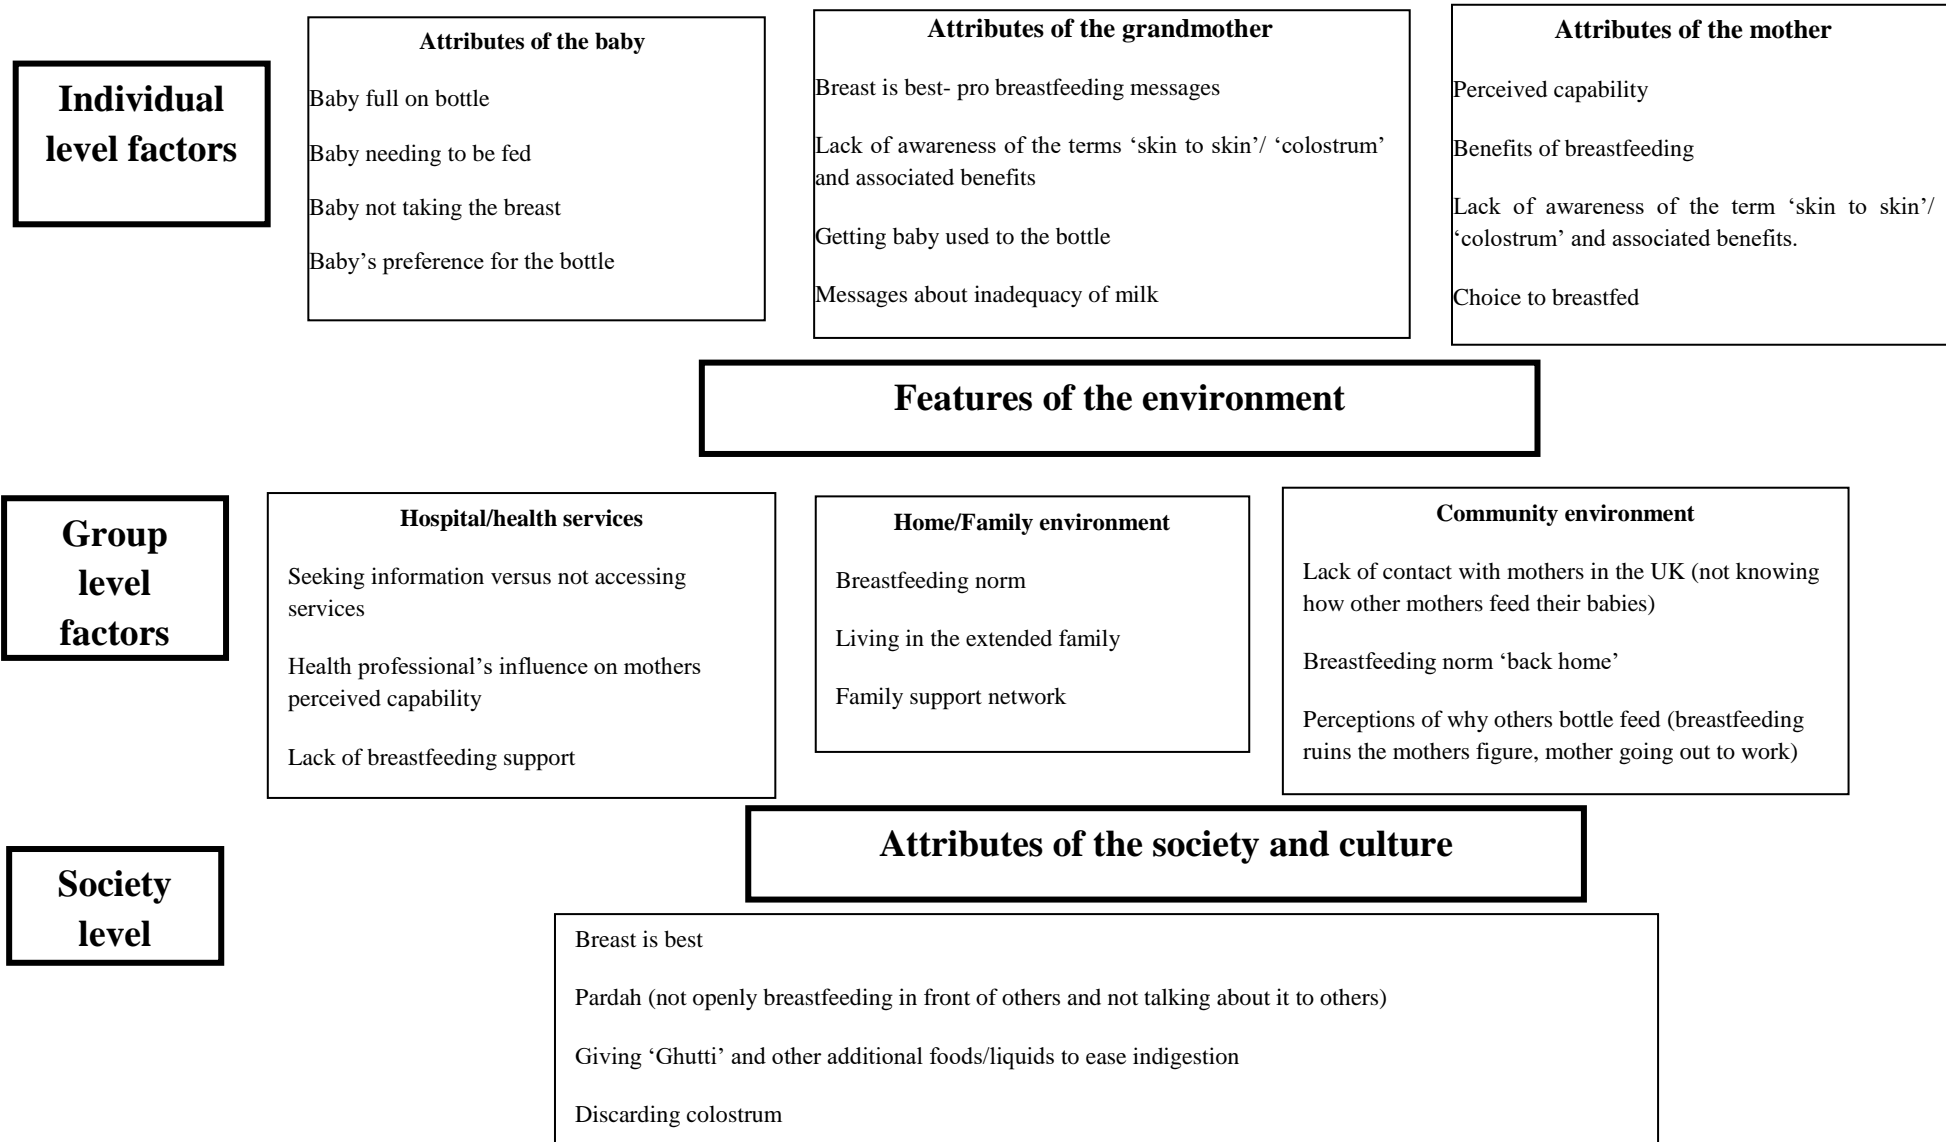 Individual
level factors
Attributes of the baby
Baby full on bottle
Baby needing to be fed
Baby not taking the breast
Baby’s preference for the bottle
Attributes of the grandmother
Breast is best- pro breastfeeding messages
Lack of awareness of the terms ‘skin to skin’/ ‘colostrum’
and associated benefits
Getting baby used to the bottle
Messages about inadequacy of milk
Attributes of the mother
Perceived capability
Benefits of breastfeeding
Lack of awareness of the term ‘skin to skin’/
‘colostrum’ and associated benefits.
Choice to breastfed
Features of the environment
Group
level
factors
Hospital/health services
Seeking information versus not accessing
services
Health professional’s influence on mothers
perceived capability
Lack of breastfeeding support
Home/Family environment
Breastfeeding norm
Living in the extended family
Family support network
Community environment
Lack of contact with mothers in the UK (not knowing
how other mothers feed their babies)
Breastfeeding norm ‘back home’
Perceptions of why others bottle feed (breastfeeding
ruins the mothers figure, mother going out to work)
Attributes of the society and culture
Society
level
Breast is best
Pardah (not openly breastfeeding in front of others and not talking about it to others)
Giving ‘Ghutti’ and other additional foods/liquids to ease indigestion
Discarding colostrum